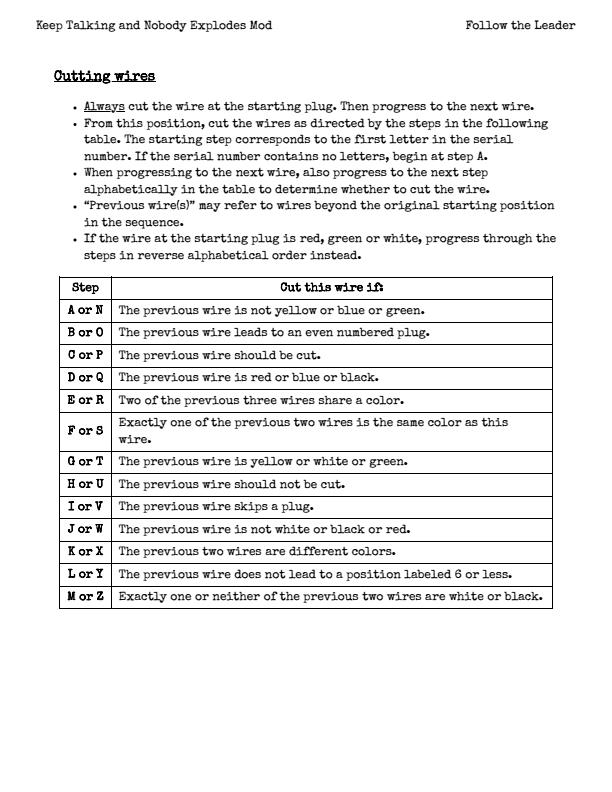 Keep Talking and Nobody Explodes Mod
Follow the Leader
Cutting wires
• Always cut the wire at the starting plug. Then progress to the next wire.
• From this position, cut the wires as directed by the steps in the following
table. The starting step corresponds to the first letter in the serial
number. If the serial number contains no letters, begin at step A.
• When progressing to the next wire, also progress to the next step
alphabetically in the table to determine whether to cut the wire.
• “Previous wire(s)” may refer to wires beyond the original starting position
in the sequence.
• If the wire at the starting plug is red, green or white, progress through the
steps in reverse alphabetical order instead.
Step Cut this wire if:
A or N The previous wire is not yellow or blue or green.
B or O The previous wire leads to an even numbered plug.
C or P The previous wire should be cut.
D or Q The previous wire is red or blue or black.
E or R Two of the previous three wires share a color.
F or S Exactly one of the previous two wires is the same color as this
wire.
G or T The previous wire is yellow or white or green.
H or U The previous wire should not be cut.
I or V The previous wire skips a plug.
J or W The previous wire is not white or black or red.
K or X The previous two wires are different colors.
L or Y The previous wire does not lead to a position labeled 6 or less.
M or Z Exactly one or neither of the previous two wires are white or black.